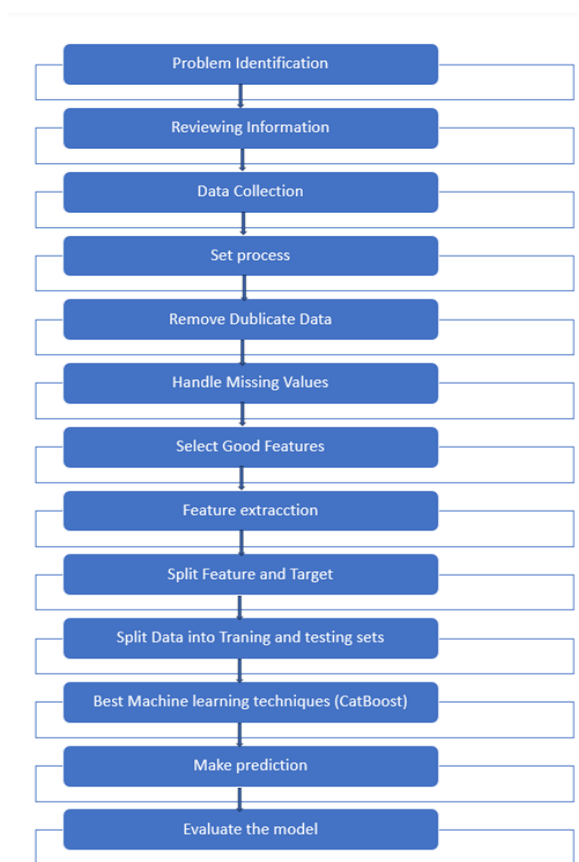 Problem Identification
Reviewing Information
Data Collection
Set process
Remove Dublicate Data
Handle Missing Values
Select Good Features
Feature extracction
Split Feature and Target
Split Data into Traning and testing sets
Best Machine learning techniques (CatBoost)
Make prediction
Evaluate the model